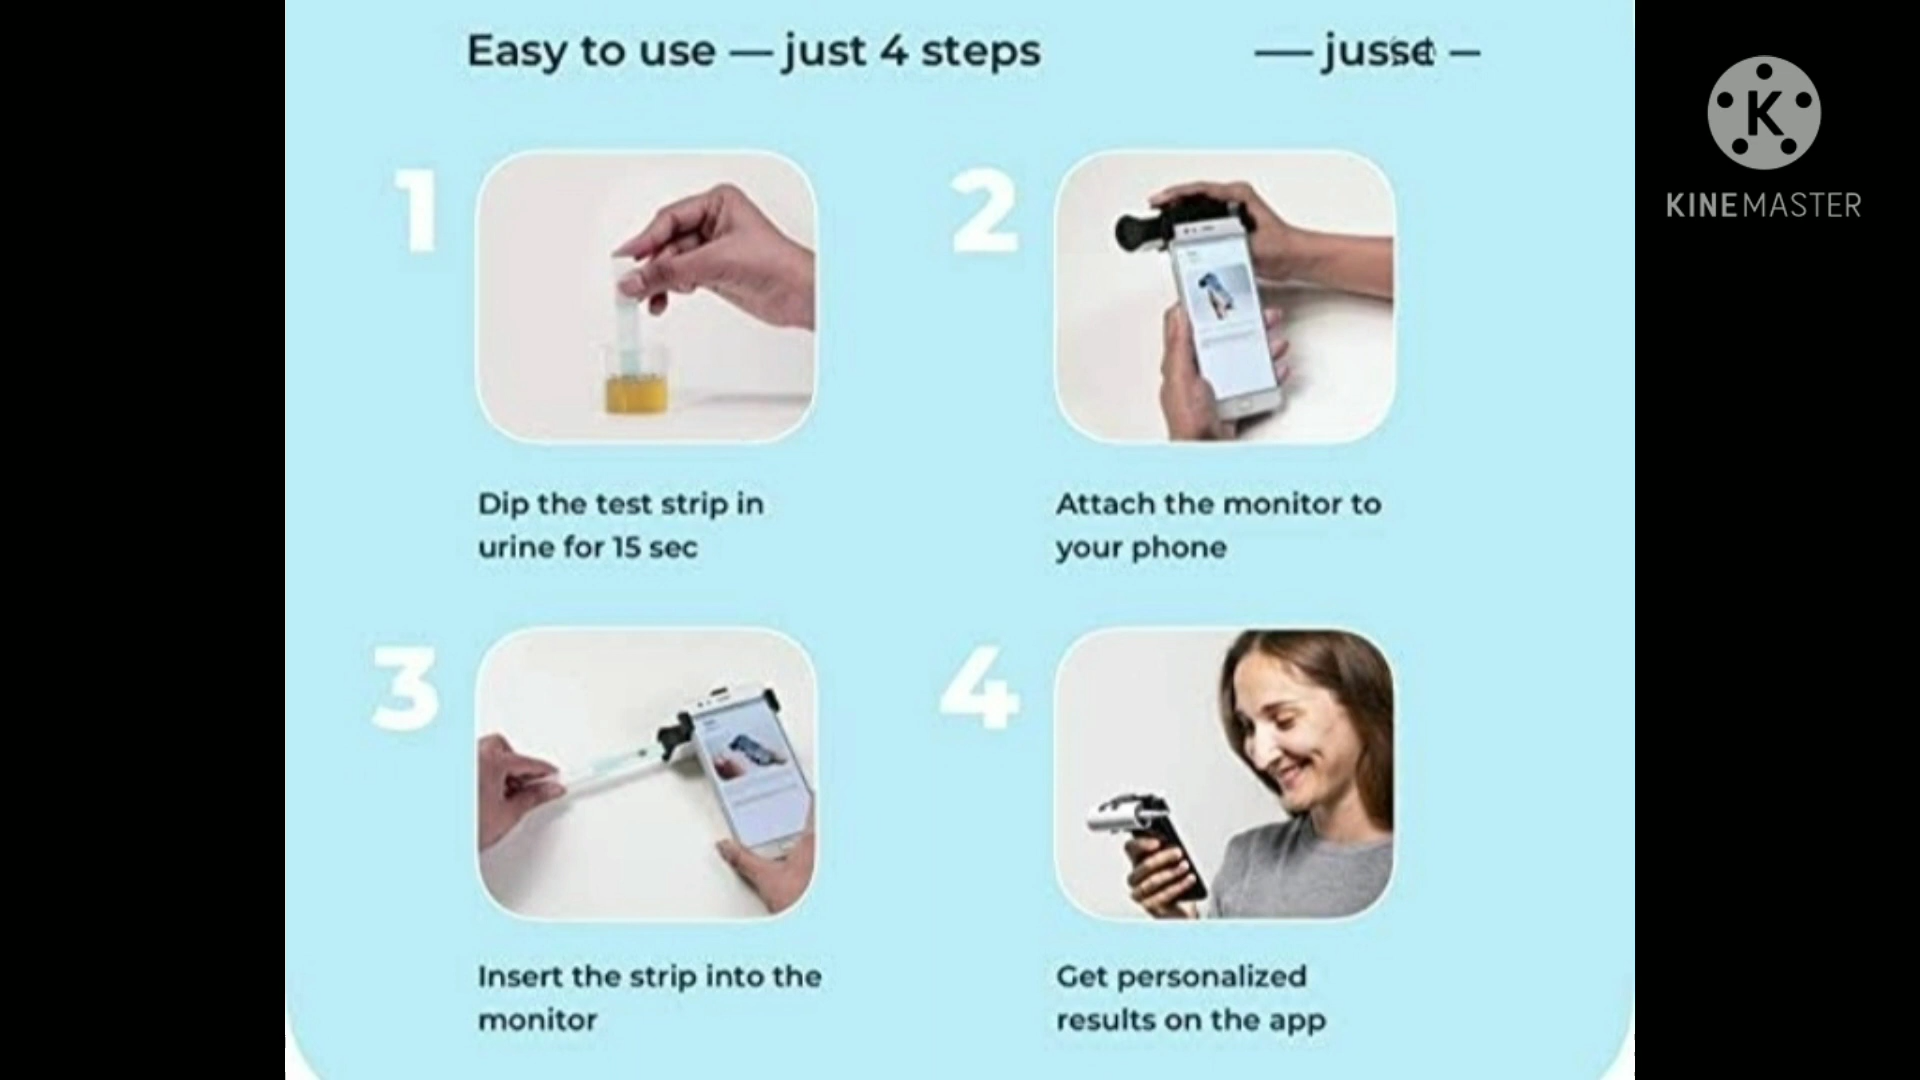 Easy to use — just 4 steps
— jusst —
1
2
Dip the test strip in
urine for 15 sec
Attach the monitor to
your phone
3
4
Insert the strip into the
monitor
Get personalized
results on the app
KINEMASTER